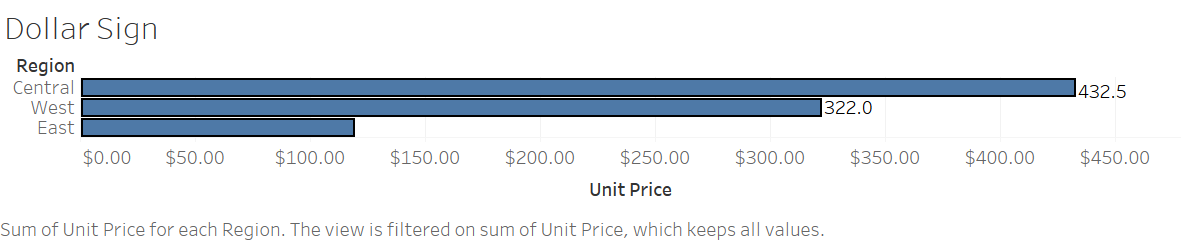 Dollar Sign
Region
Central 432.5
West 322.0
East
$0.00 $50.00 $100.00 $150.00 $200.00 $250.00 $300.00 $350.00 $400.00 $450.00
Unit Price
Sum of Unit Price for each Region. The view is filtered on sum of Unit Price, which keeps all values.